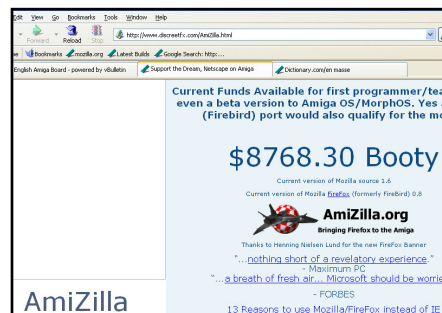 Edit View Go Bookmarks Tools Window Help
Forward Reload Stop http://www.discreetfx.com/AmiZilla.html
Bookmarks mozilla.org Latest Builds Google Search: http:...
English Amiga Board - powered by vBulletin Support the Dream, Netscape on Amiga Dictionary.com/en masse
Current Funds Available for first programmer/tea
even a beta version to Amiga OS/MorphOS. Yes
(Firebird) port would also qualify for the mo
$8768.30 Booty
Current version of Mozilla source 1.6
Current version of Mozilla FireFox (formerly FireBird) 0.8
AmiZilla.org
Bringing Firefox to the Amiga
Thanks to Henning Nielsen Lund for the new FireFox Banner
"...nothing short of a revelatory experience."
- Maximum PC
"...a breath of fresh air... Microsoft should be worrie
- FORBES
13 Reasons to use Mozilla/FireFox instead of IE
AmiZilla